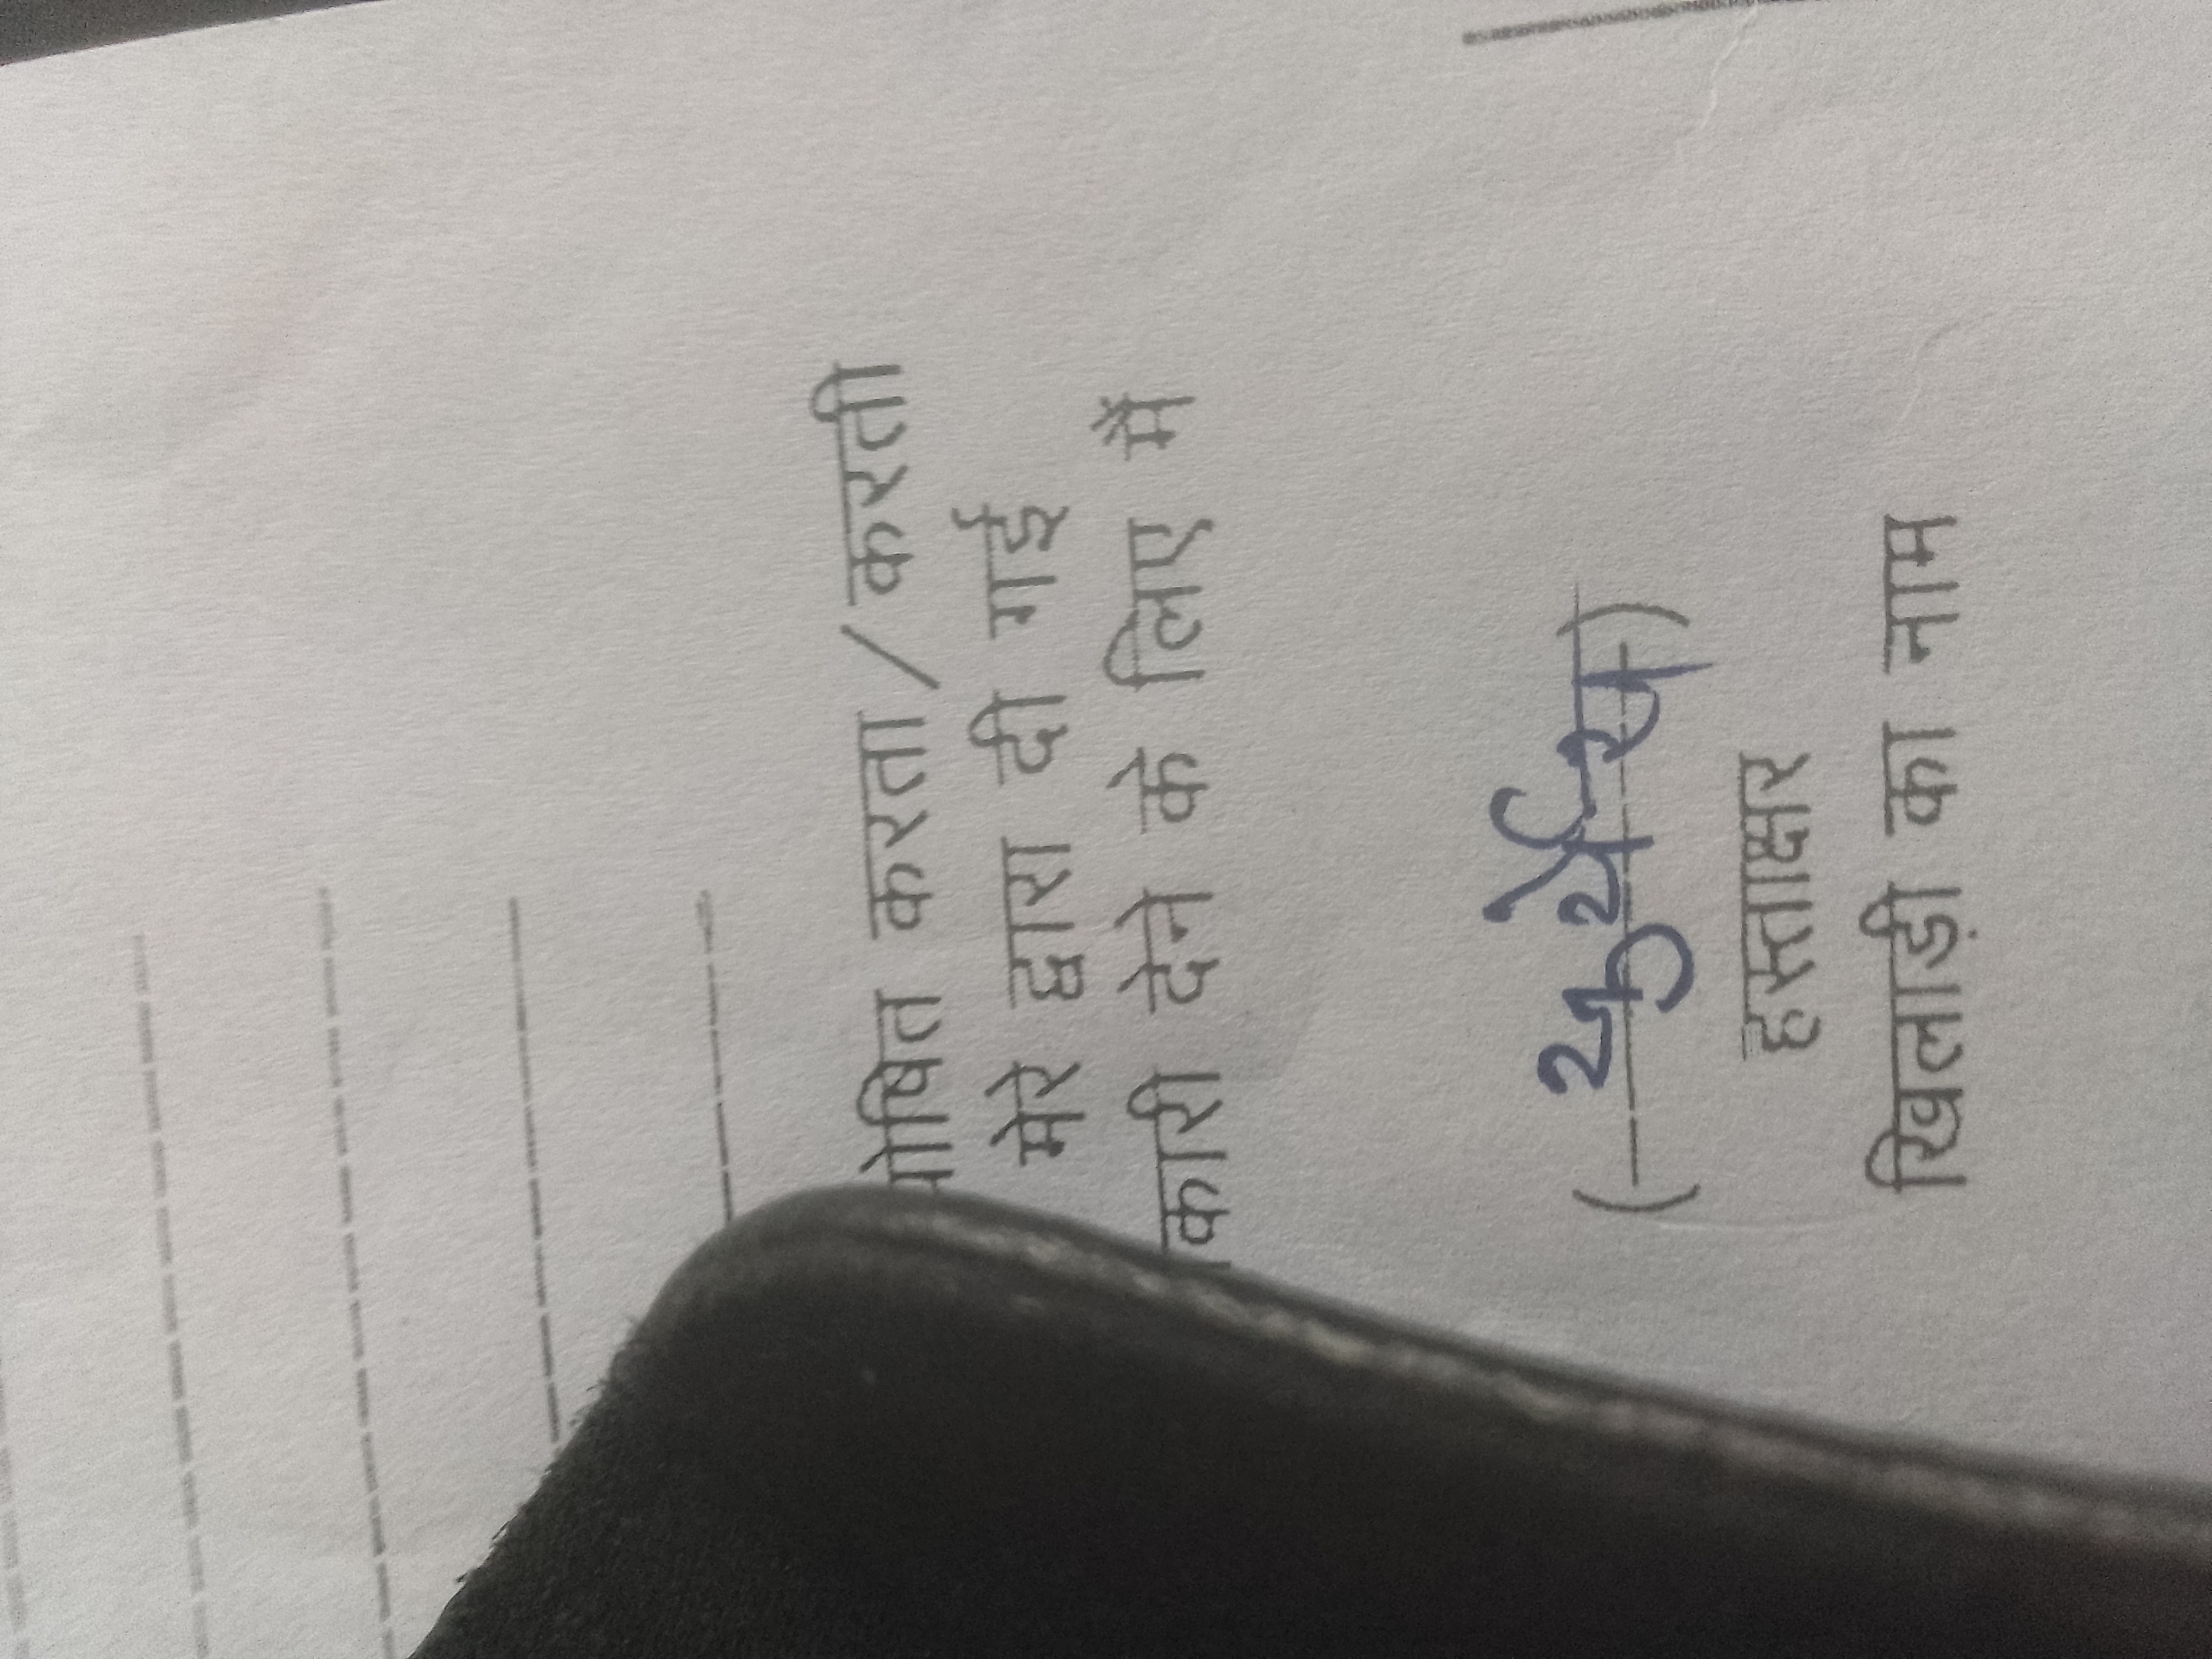 षित करता / करती
मेरे द्वारा दी गई
कारी देने के लिए में
हस्ताक्षर
खिलाड़ी का नाम